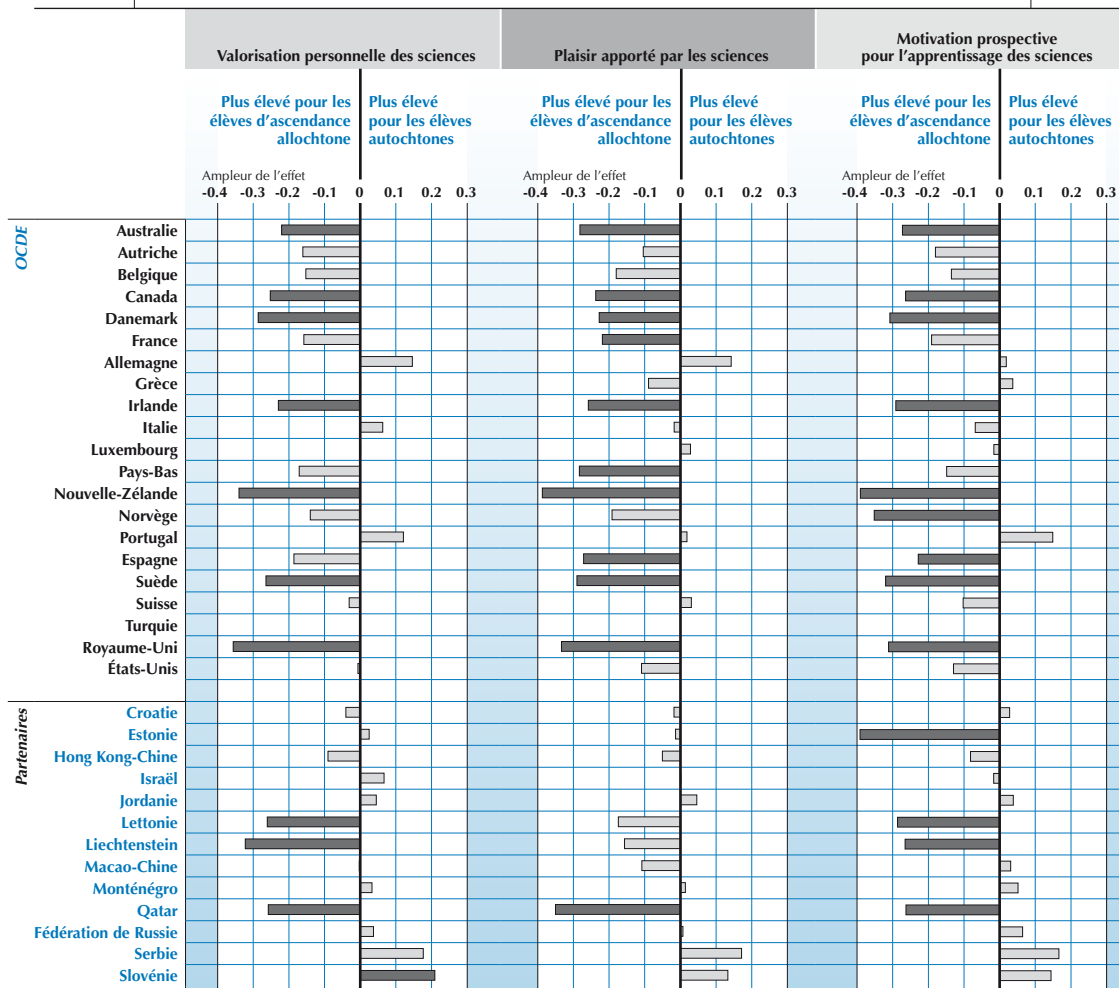 Valorisation personnelle des sciences
Plaisir apporté par les sciences
Motivation prospective
pour l'apprentissage des sciences
Plus élevé pour les
élèves d'ascendance
allochtone
Plus élevé
pour les élèves
autochtones
Plus élevé pour les
élèves d'ascendance
allochtone
Plus élevé
pour les élèves
autochtones
Plus élevé pour les
élèves d'ascendance
allochtone
Plus élevé
pour les élèves
autochtones
Ampleur de l'effet
-0.4 -0.3 -0.2 -0.1 0 0.1 0.2 0.3
Ampleur de l'effet
-0.4 -0.3 -0.2 -0.1 0 0.1 0.2 0.3
Ampleur de l'effet
-0.4 -0.3 -0.2 -0.1 0 0.1 0.2 0.3
OCDE
Australie
Autriche
Belgique
Canada
Danemark
France
Allemagne
Grèce
Irlande
Italie
Luxembourg
Pays-Bas
Nouvelle-Zélande
Norvège
Portugal
Espagne
Suède
Suisse
Turquie
Royaume-Uni
États-Unis
Partenaires
Croatie
Estonie
Hong Kong-Chine
Israël
Jordanie
Lettonie
Liechtenstein
Macao-Chine
Monténégro
Qatar
Fédération de Russie
Serbie
Slovénie